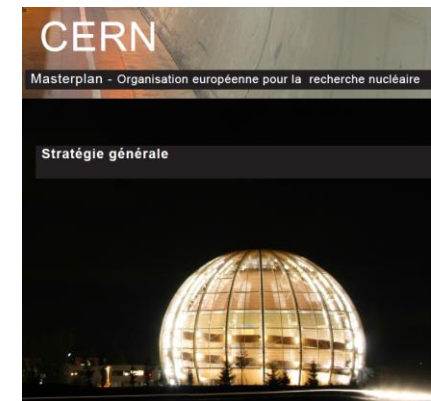 CERN
Masterplan - Organisation européenne pour la recherche nucléaire
Stratégie générale